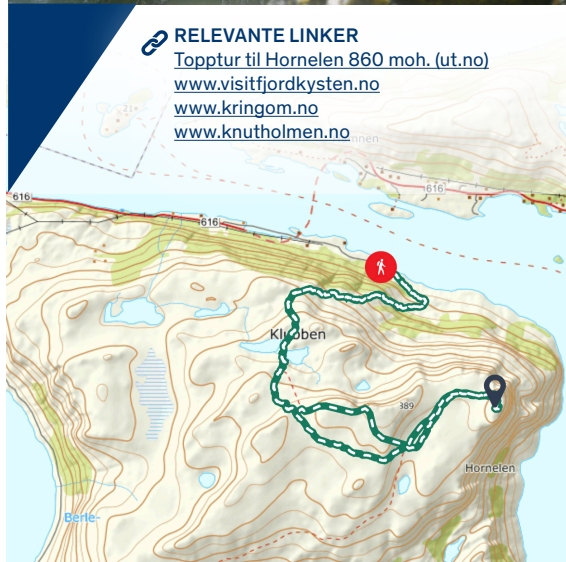 RELEVANTE LINKER
Topptur til Hornelen 860 moh. (ut.no)
www.visitfjordkysten.no
www.kringom.no
www.knutholmen.no
21
616
616
616
Klubben
389
Hornelen
Berle-